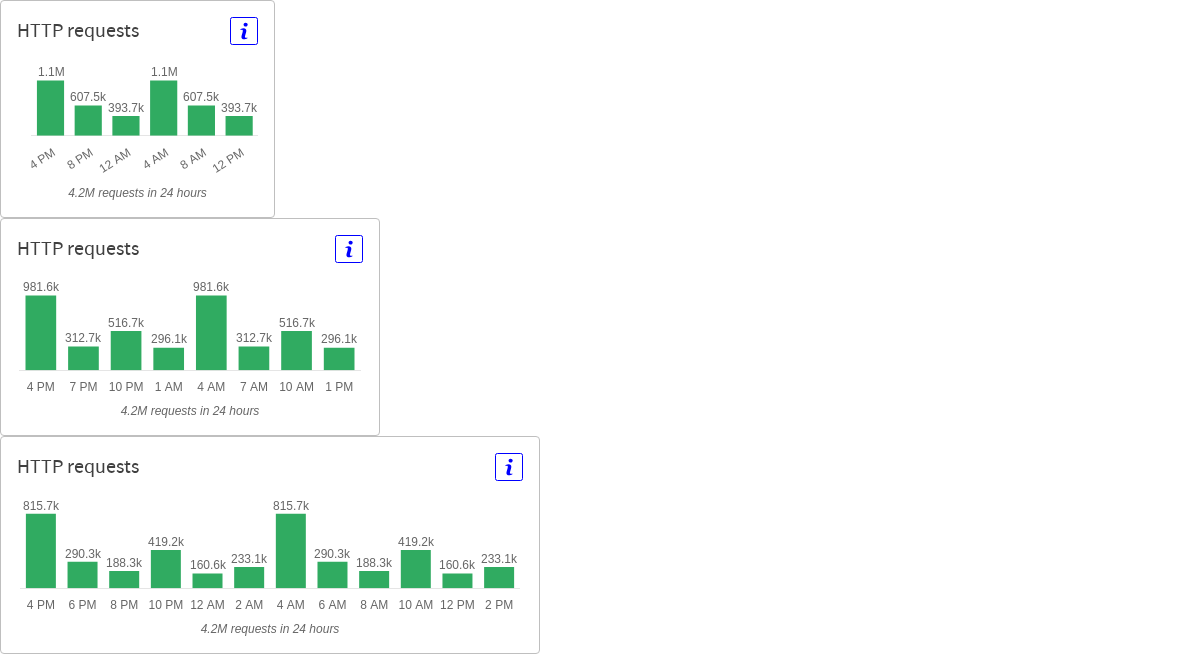 HTTP requests i
1.1M 607.5k 393.7k 1.1M 607.5k 393.7k
4 PM 8 PM 12 AM 4 AM 8 AM 12 PM
4.2M requests in 24 hours
HTTP requests i
981.6k 312.7k 516.7k 296.1k 981.6k 312.7k 516.7k 296.1k
4 PM 7 PM 10 PM 1 AM 4 AM 7 AM 10 AM 1 PM
4.2M requests in 24 hours
HTTP requests i
815.7k 290.3k 188.3k 419.2k 160.6k 233.1k 815.7k 290.3k 188.3k 419.2k 160.6k 233.1k
4 PM 6 PM 8 PM 10 PM 12 AM 2 AM 4 AM 6 AM 8 AM 10 AM 12 PM 2 PM
4.2M requests in 24 hours